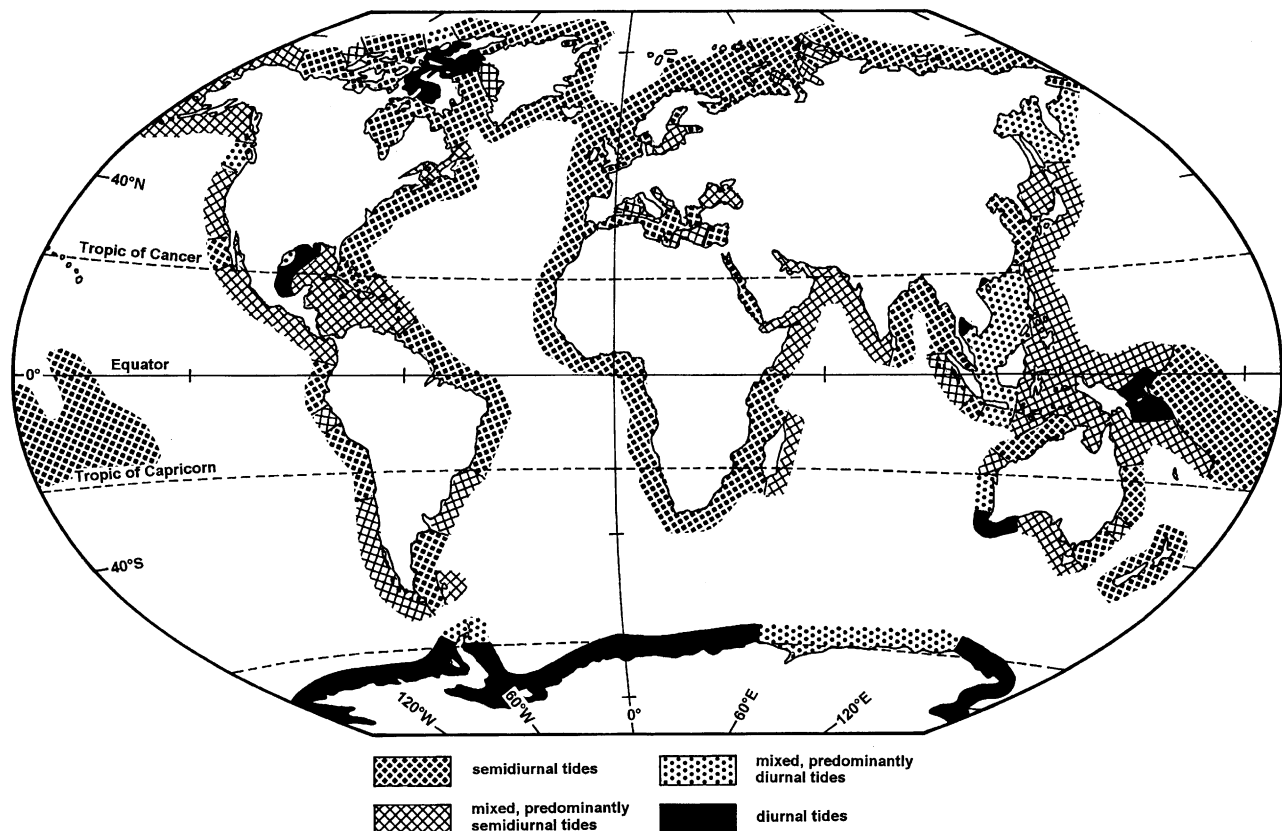 40°N
Tropic of Cancer
0°
Equator
Tropic of Capricorn
40°S
120°W
60°W
0°
60°E
120°E
semidiurnal tides
mixed, predominantly
diurnal tides
mixed, predominantly
semidiurnal tides
diurnal tides